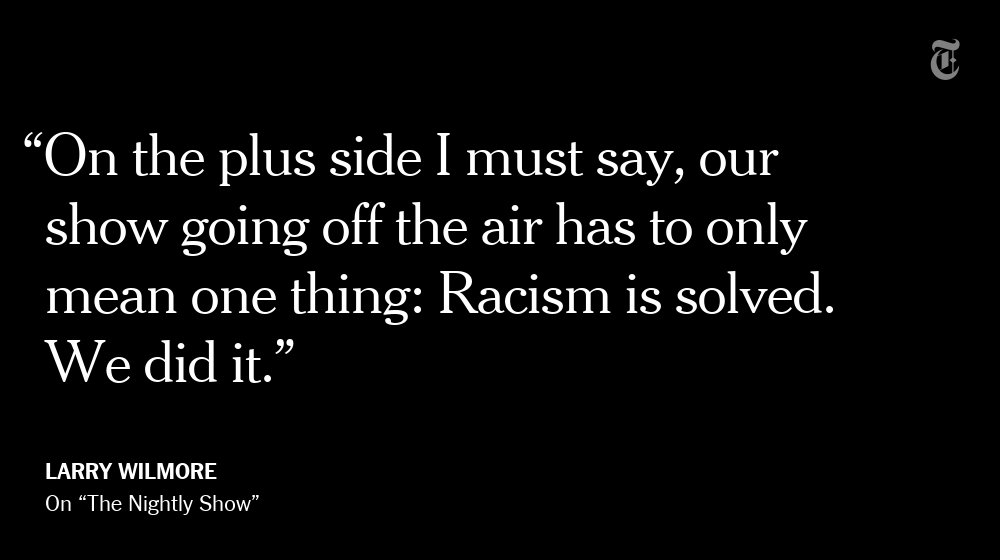 T
“On the plus side I must say, our
show going off the air has to only
mean one thing: Racism is solved.
We did it.”
LARRY WILMORE
On “The Nightly Show”